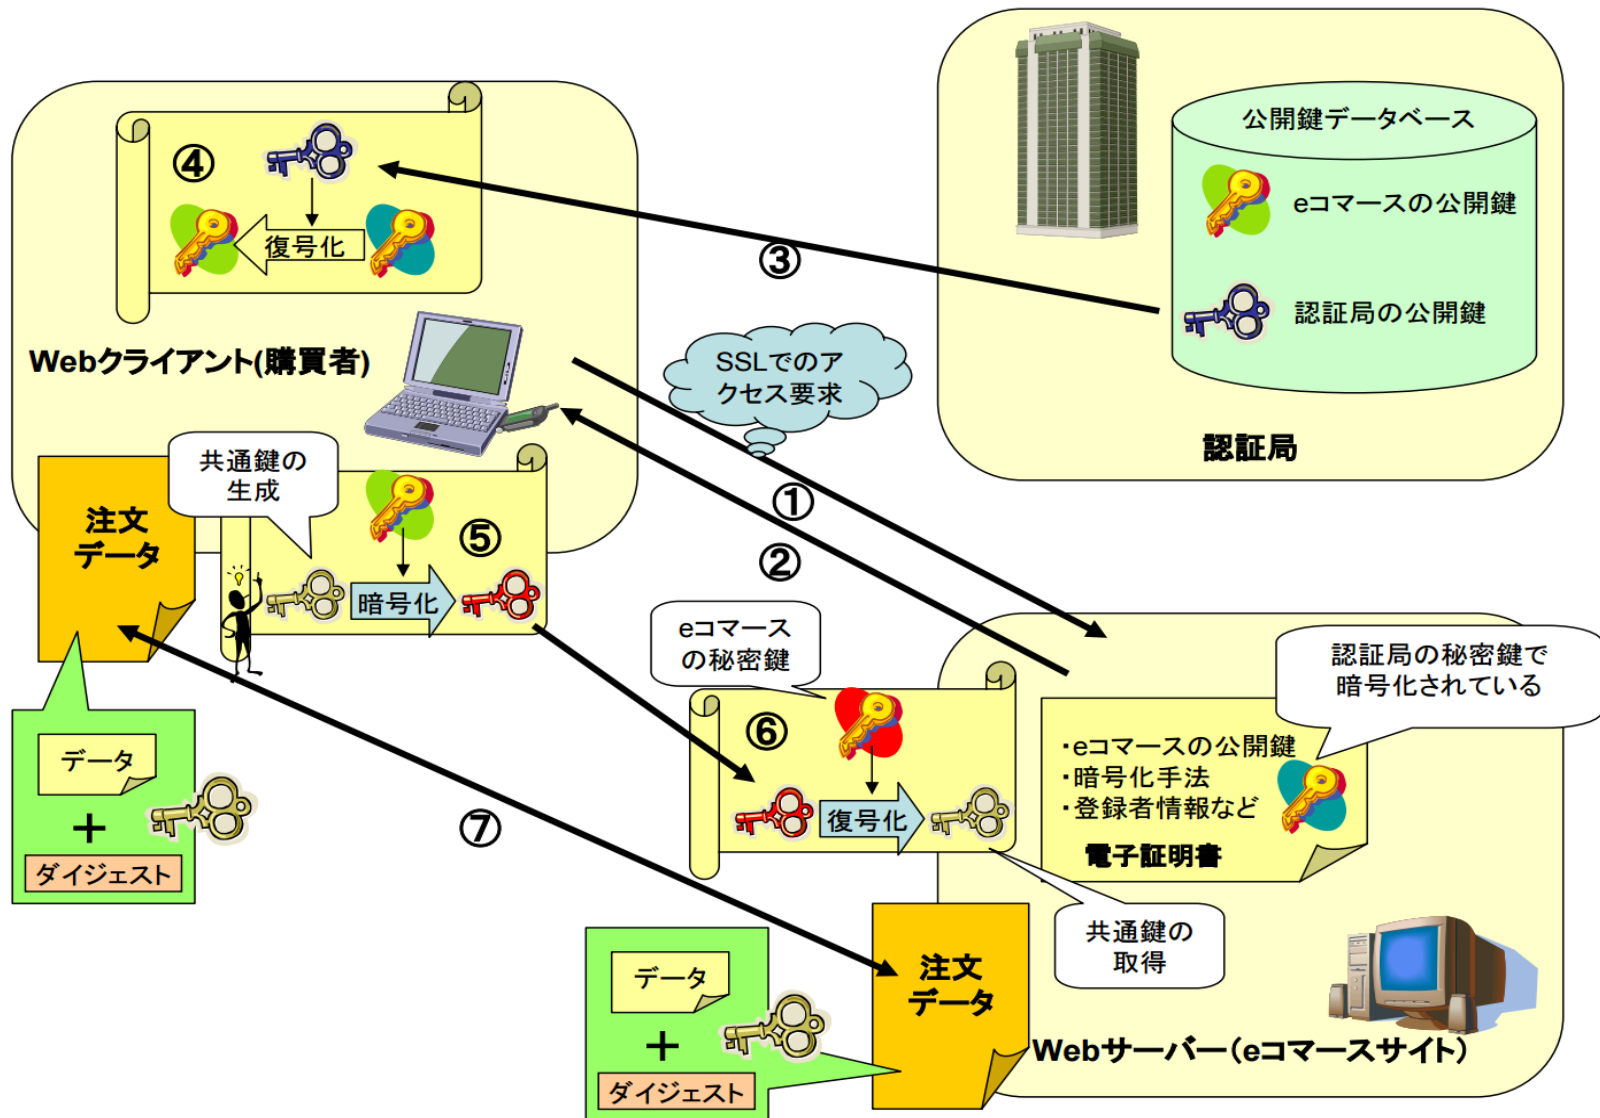 公開鍵データベース
eコマースの公開鍵
認証局の公開鍵
認証局
④
復号化
③
Webクライアント(購買者)
SSLでのア
クセス要求
①
②
共通鍵の
生成
注文
データ
⑤
暗号化
データ
+
ダイジェスト
⑦
eコマース
の秘密鍵
⑥
復号化
認証局の秘密鍵で
暗号化されている
・eコマースの公開鍵
・暗号化手法
・登録者情報など
電子証明書
共通鍵の
取得
データ
+
ダイジェスト
注文
データ
Webサーバー(eコマースサイト)